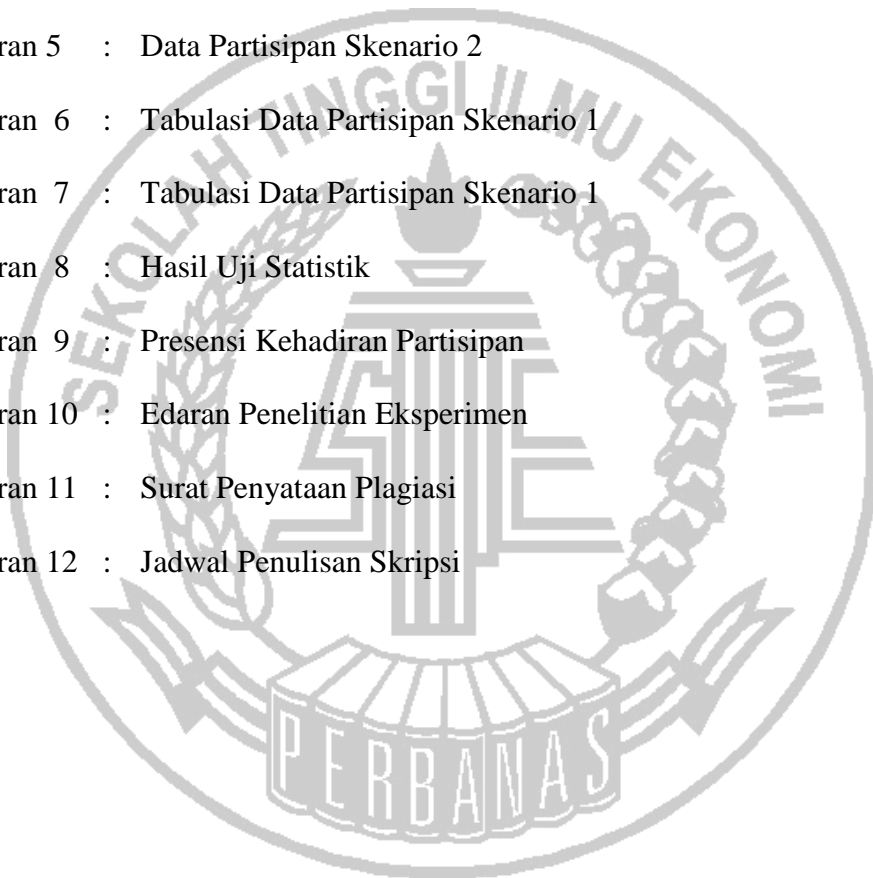 ran 5 : Data Partisipan Skenario 2
ran 6 : Tabulasi Data Partisipan Skenario 1
ran 7 : Tabulasi Data Partisipan Skenario 1
ran 8 : Hasil Uji Statistik
ran 9 : Presensi Kehadiran Partisipan
ran 10 : Edaran Penelitian Eksperimen
ran 11 : Surat Penyataan Plagiasi
ran 12 : Jadwal Penulisan Skripsi
SEKOLAH TINGGI ILMU EKONOMI
STIE
PERBANAS